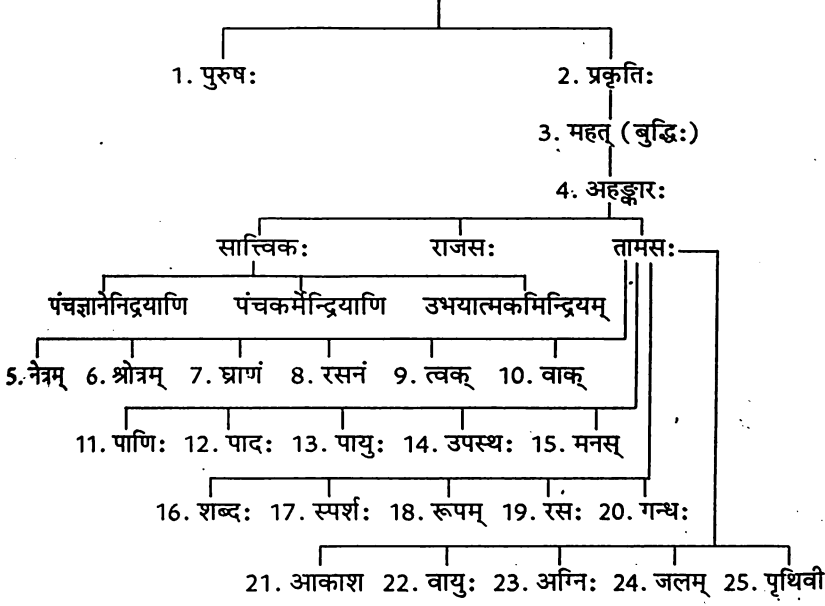 1. पुरुष: 2. प्रकृति:
3. महत् (बुद्धि:)
4. अहङ्कार:
सात्त्विक: राजस: तामस:
पंचज्ञानेनिद्रयाणि पंचकर्मेन्द्रियाणि उभयात्मकमिन्द्रियम्
5. नेत्रम् 6. श्रोत्रम् 7. घ्राणं 8. रसनं 9. त्वक् 10. वाक्
11. पाणि: 12. पाद: 13. पायु: 14. उपस्थ: 15. मनस्
16. शब्द: 17. स्पर्श: 18. रूपम् 19. रस: 20. गन्ध:
21. आकाश 22. वायु: 23. अग्नि: 24. जलम् 25. पृथिवी